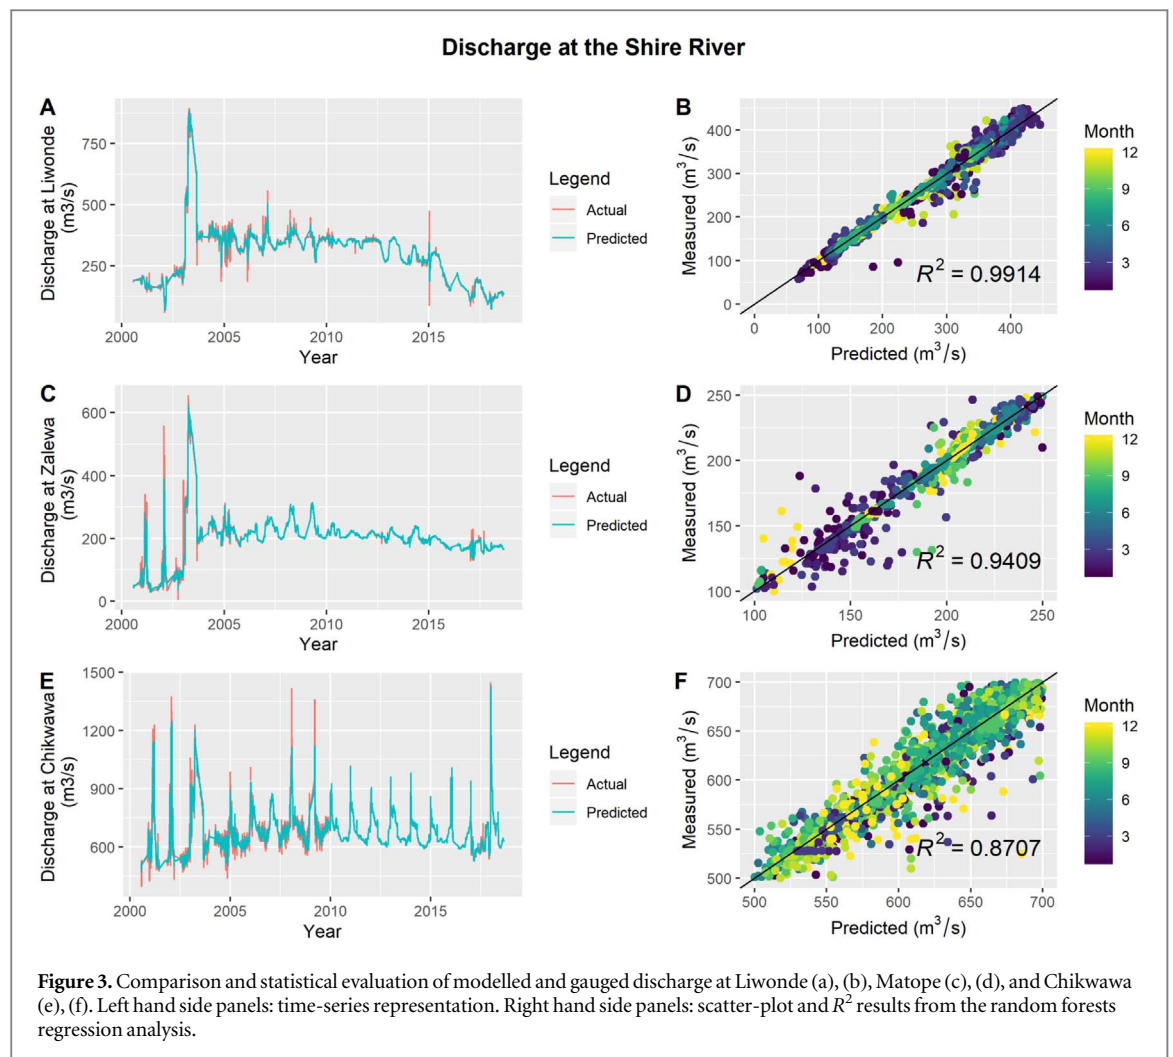 Discharge at the Shire River
A
Discharge at Liwonde
(m3/s)
750
500
250
2000 2005 2010 2015
Year
Legend
Actual
Predicted
B
Measured (m³/s)
400
300
200
100
0
0 100 200 300 400
Predicted (m³/s)
R² = 0.9914
Month
12
9
6
3
C
Discharge at Zalewa
(m3/s)
600
400
200
0
2000 2005 2010 2015
Year
Legend
Actual
Predicted
D
Measured (m³/s)
250
200
150
100
100 150 200 250
Predicted (m³/s)
R² = 0.9409
Month
12
9
6
3
E
Discharge at Chikwawa
(m3/s)
1500
1200
900
600
2000 2005 2010 2015
Year
Legend
Actual
Predicted
F
Measured (m³/s)
700
650
600
550
500
500 550 600 650 700
Predicted (m³/s)
R² = 0.8707
Month
12
9
6
3
Figure 3. Comparison and statistical evaluation of modelled and gauged discharge at Liwonde (a), (b), Matope (c), (d), and Chikwawa
(e), (f). Left hand side panels: time-series representation. Right hand side panels: scatter-plot and R² results from the random forests
regression analysis.